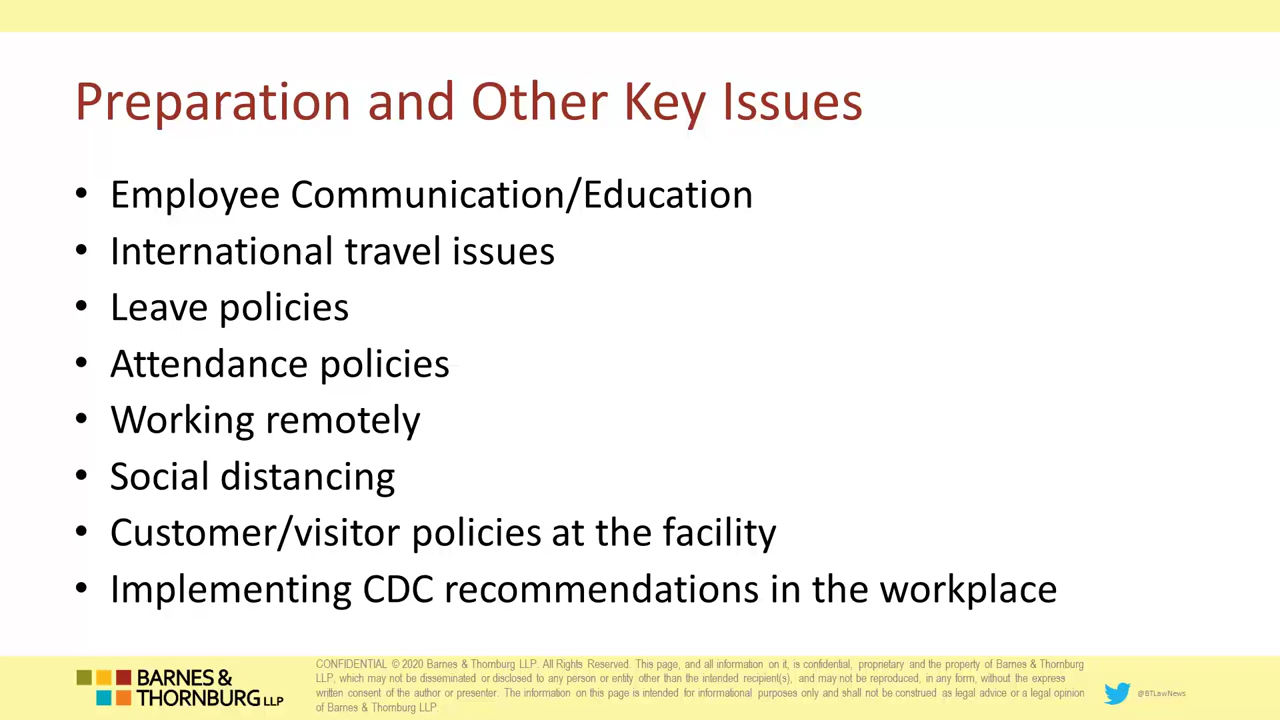 Preparation and Other Key Issues
• Employee Communication/Education
• International travel issues
• Leave policies
• Attendance policies
• Working remotely
• Social distancing
• Customer/visitor policies at the facility
• Implementing CDC recommendations in the workplace
BARNES &
THORNBURG LLP
CONFIDENTIAL © 2020 Barnes & Thornburg LLP. All Rights Reserved. This page, and all information on it, is confidential, proprietary and the property of Barnes & Thornburg
LLP, which may not be disseminated or disclosed to any person or entity other than the intended recipient(s), and may not be reproduced, in any form, without the express
written consent of the author or presenter. The information on this page is intended for informational purposes only and shall not be construed as legal advice or a legal opinion
of Barnes & Thornburg LLP.
@BTLawNews